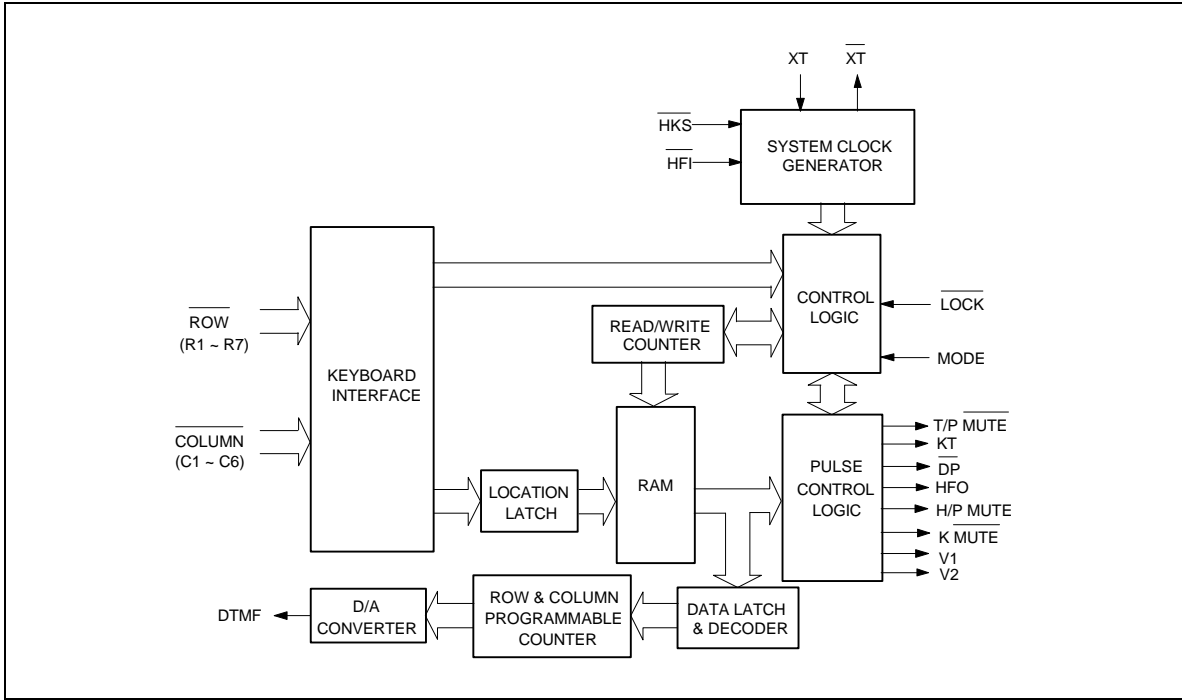 XT
XT
HKS
HFI
SYSTEM CLOCK
GENERATOR
ROW
(R1 ~ R7)
COLUMN
(C1 ~ C6)
KEYBOARD
INTERFACE
READ/WRITE
COUNTER
CONTROL
LOGIC
LOCK
MODE
LOCATION
LATCH
RAM
PULSE
CONTROL
LOGIC
T/P MUTE
KT
DP
HFO
H/P MUTE
K MUTE
V1
V2
DTMF
D/A
CONVERTER
ROW & COLUMN
PROGRAMMABLE
COUNTER
DATA LATCH
& DECODER